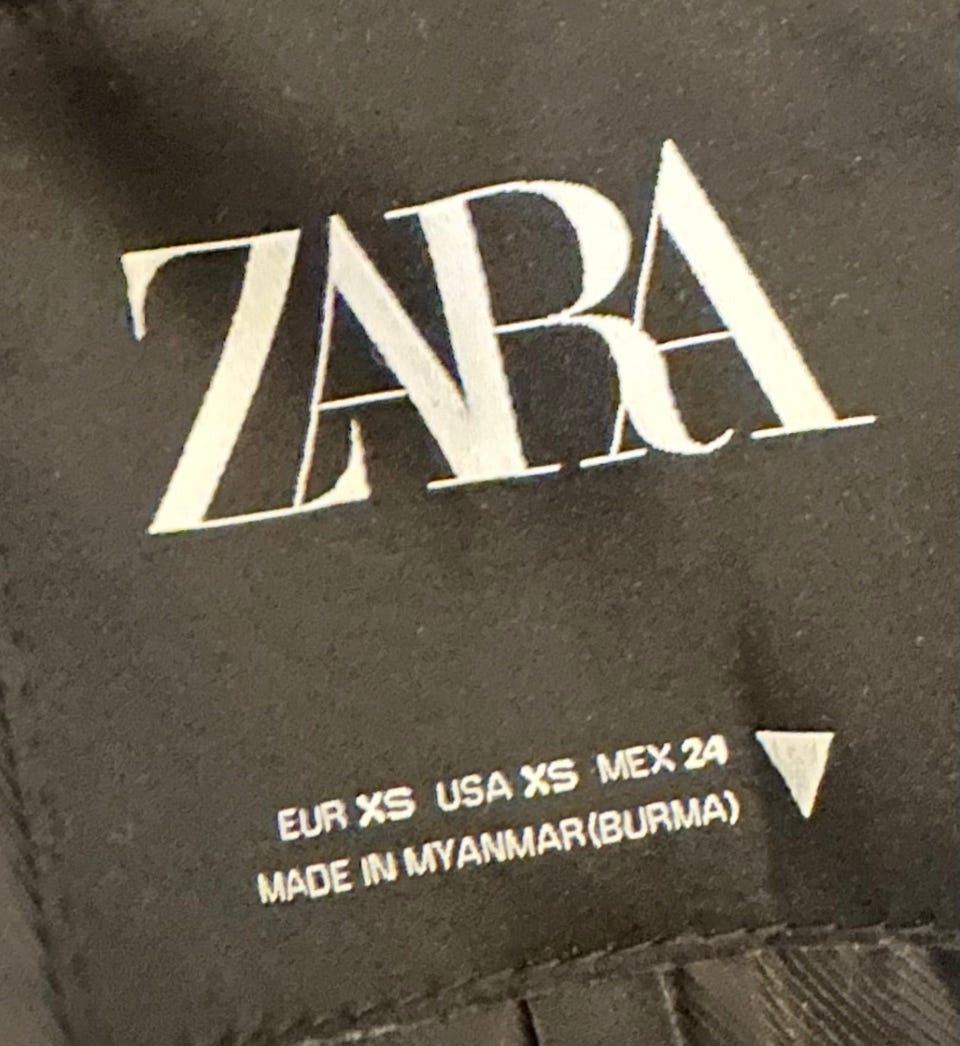 ZARA
EUR XS USA XS MEX 24
MADE IN MYANMAR(BURMA)